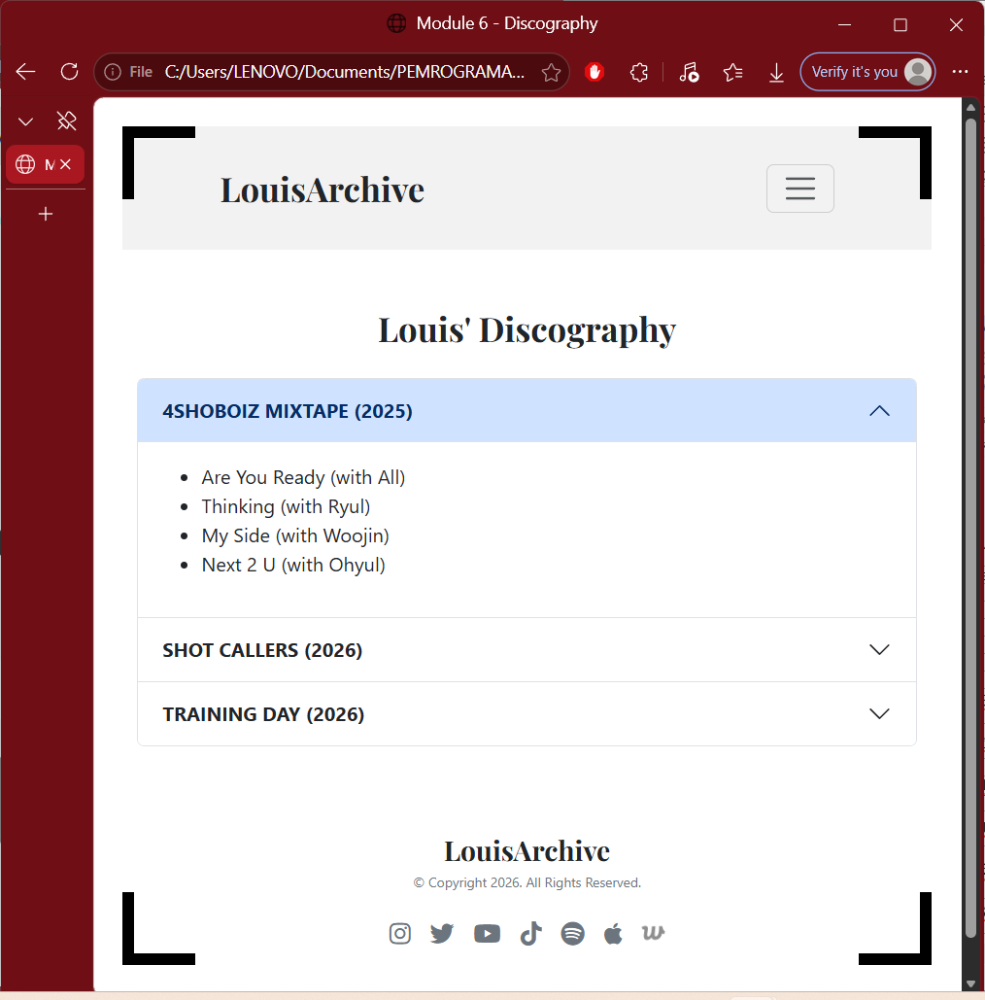 Module 6 - Discography
File C:/Users/LENOVO/Documents/PEMROGRAMA... Verify it's you
M
LouisArchive
Louis' Discography
4SHOBOIZ MIXTAPE (2025)
Are You Ready (with All)
Thinking (with Ryul)
My Side (with Woojin)
Next 2 U (with Ohyul)
SHOT CALLERS (2026)
TRAINING DAY (2026)
LouisArchive
© Copyright 2026. All Rights Reserved.